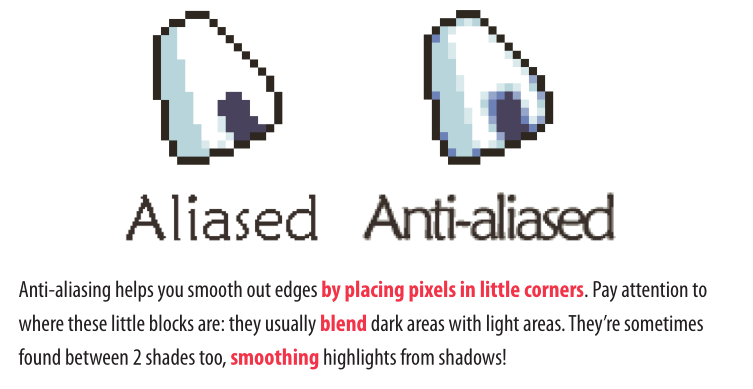 Aliased Anti-aliased
Anti-aliasing helps you smooth out edges by placing pixels in little corners. Pay attention to
where these little blocks are: they usually blend dark areas with light areas. They’re sometimes
found between 2 shades too, smoothing highlights from shadows!